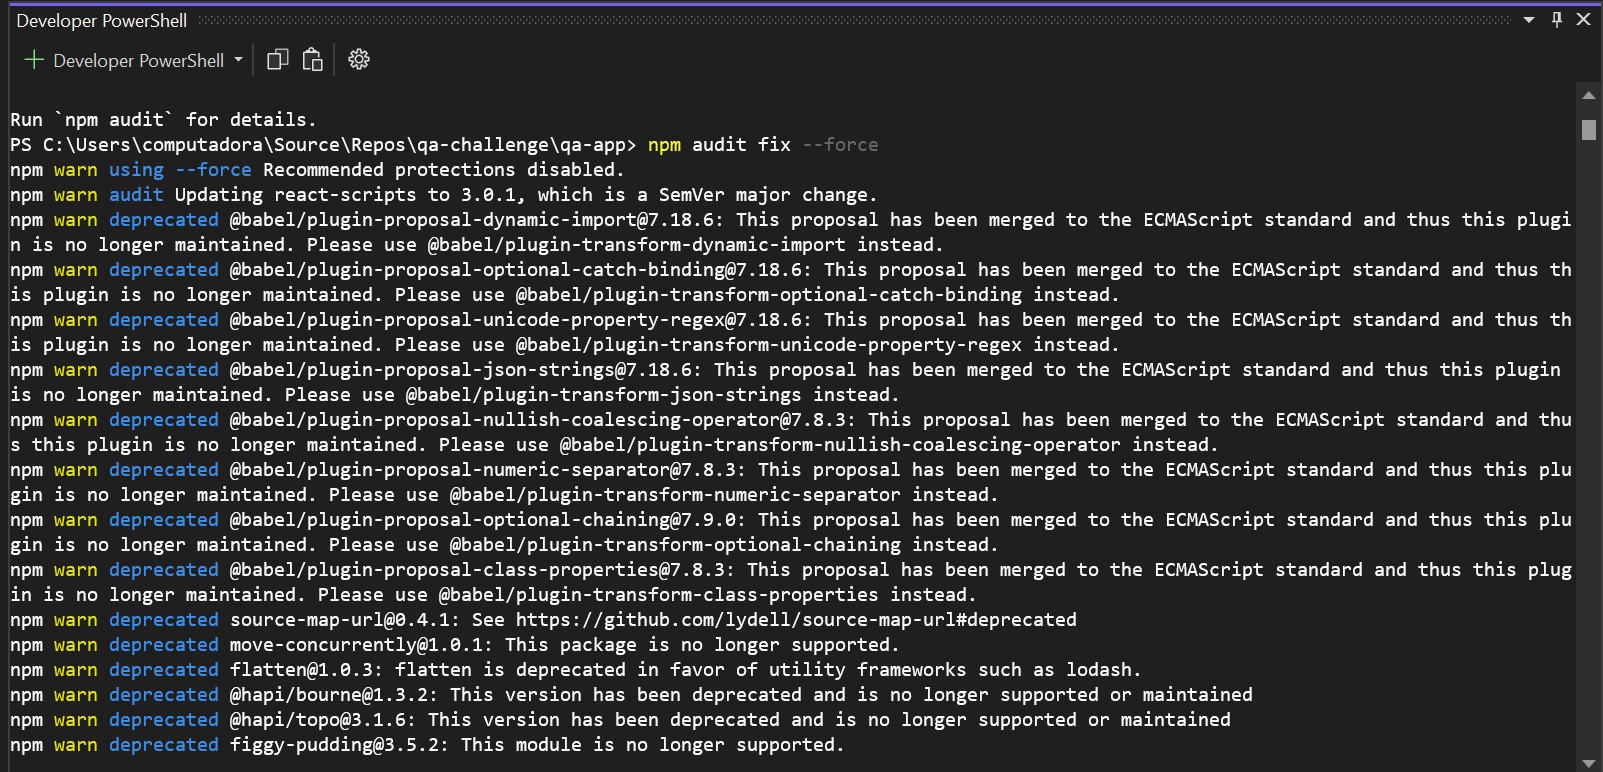 Developer PowerShell
Developer PowerShell
Run `npm audit` for details.
PS C:\Users\computadora\Source\Repos\qa-challenge\qa-app> npm audit fix --force
npm warn using --force Recommended protections disabled.
npm warn audit Updating react-scripts to 3.0.1, which is a SemVer major change.
npm warn deprecated @babel/plugin-proposal-dynamic-import@7.18.6: This proposal has been merged to the ECMAScript standard and thus this plugi
n is no longer maintained. Please use @babel/plugin-transform-dynamic-import instead.
npm warn deprecated @babel/plugin-proposal-optional-catch-binding@7.18.6: This proposal has been merged to the ECMAScript standard and thus th
is plugin is no longer maintained. Please use @babel/plugin-transform-optional-catch-binding instead.
npm warn deprecated @babel/plugin-proposal-unicode-property-regex@7.18.6: This proposal has been merged to the ECMAScript standard and thus th
is plugin is no longer maintained. Please use @babel/plugin-transform-unicode-property-regex instead.
npm warn deprecated @babel/plugin-proposal-json-strings@7.18.6: This proposal has been merged to the ECMAScript standard and thus this plugin
is no longer maintained. Please use @babel/plugin-transform-json-strings instead.
npm warn deprecated @babel/plugin-proposal-nullish-coalescing-operator@7.8.3: This proposal has been merged to the ECMAScript standard and thu
s this plugin is no longer maintained. Please use @babel/plugin-transform-nullish-coalescing-operator instead.
npm warn deprecated @babel/plugin-proposal-numeric-separator@7.8.3: This proposal has been merged to the ECMAScript standard and thus this plu
gin is no longer maintained. Please use @babel/plugin-transform-numeric-separator instead.
npm warn deprecated @babel/plugin-proposal-optional-chaining@7.9.0: This proposal has been merged to the ECMAScript standard and thus this plu
gin is no longer maintained. Please use @babel/plugin-transform-optional-chaining instead.
npm warn deprecated @babel/plugin-proposal-class-properties@7.8.3: This proposal has been merged to the ECMAScript standard and thus this plug
in is no longer maintained. Please use @babel/plugin-transform-class-properties instead.
npm warn deprecated source-map-url@0.4.1: See https://github.com/lydell/source-map-url#deprecated
npm warn deprecated move-concurrently@1.0.1: This package is no longer supported.
npm warn deprecated flatten@1.0.3: flatten is deprecated in favor of utility frameworks such as lodash.
npm warn deprecated @hapi/bourne@1.3.2: This version has been deprecated and is no longer supported or maintained
npm warn deprecated @hapi/topo@3.1.6: This version has been deprecated and is no longer supported or maintained
npm warn deprecated figgy-pudding@3.5.2: This module is no longer supported.